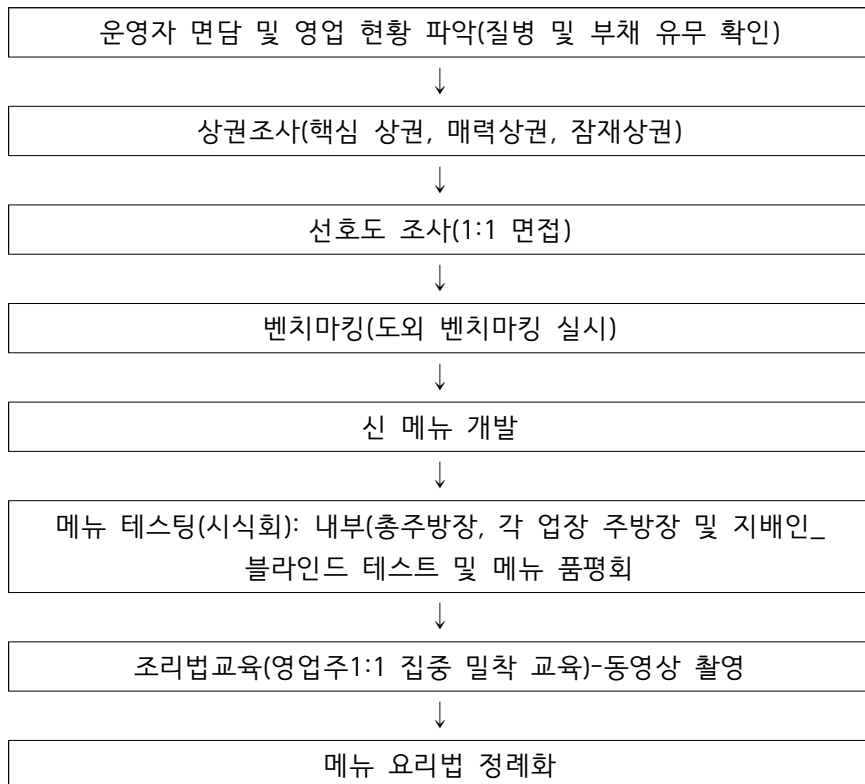 운영자 면담 및 영업 현황 파악(질병 및 부채 유무 확인)
↓
상권조사(핵심 상권, 매력상권, 잠재상권)
↓
선호도 조사(1:1 면접)
↓
벤치마킹(도외 벤치마킹 실시)
↓
신 메뉴 개발
↓
메뉴 테스팅(시식회): 내부(총주방장, 각 업장 주방장 및 지배인_
블라인드 테스트 및 메뉴 품평회
↓
조리법교육(영업주1:1 집중 밀착 교육)-동영상 촬영
↓
메뉴 요리법 정례화